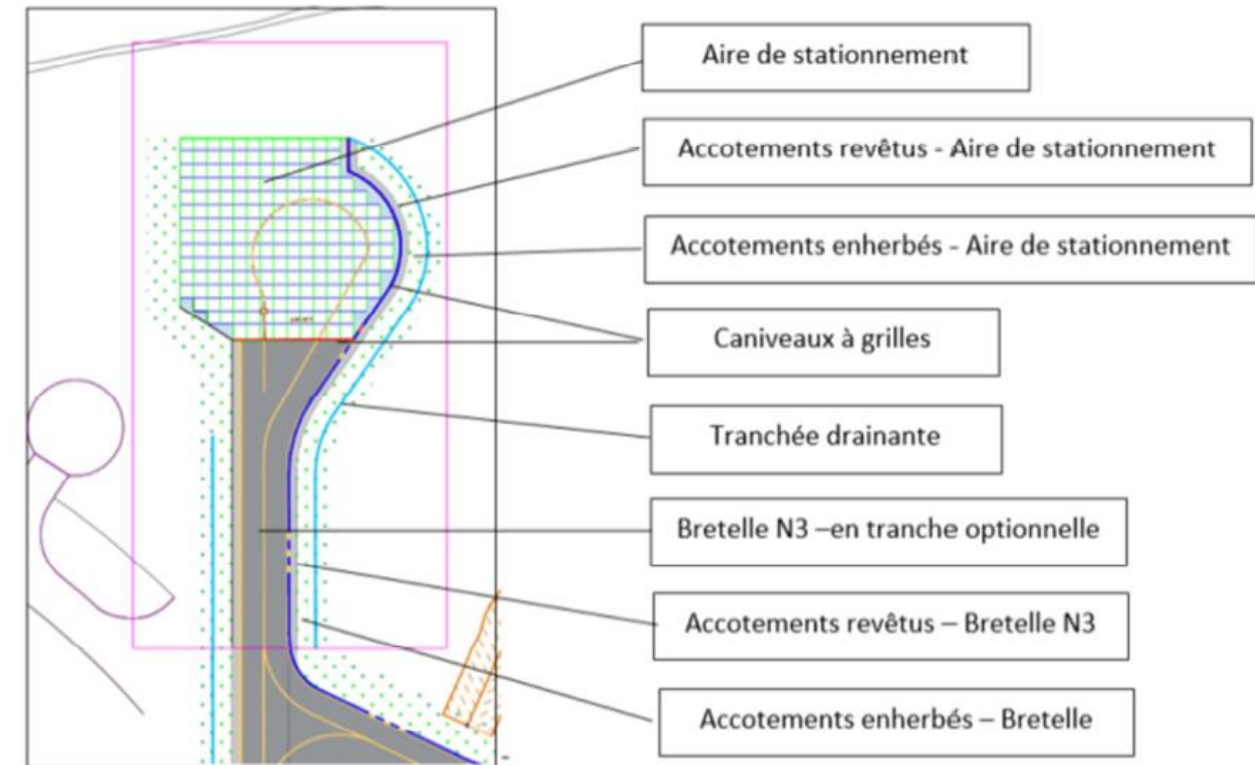 Aire de stationnement
Accotements revêtus - Aire de stationnement
Accotements enherbés - Aire de stationnement
Caniveaux à grilles
Tranchée drainante
Bretelle N3 –en tranche optionnelle
Accotements revêtus – Bretelle N3
Accotements enherbés – Bretelle